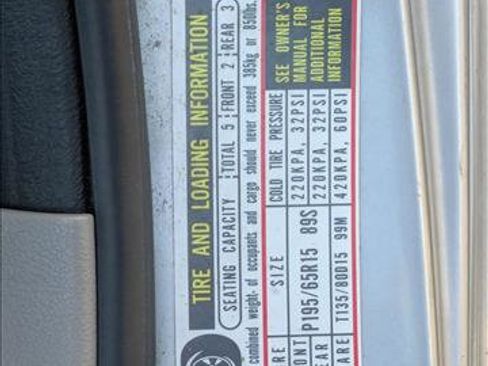 TIRE AND LOADING INFORMATION
SEATING CAPACITY TOTAL 5 FRONT 2 REAR 3
combined weight of occupants and cargo should never exceed 385kg or 850lbs.
SIZE COLD TIRE PRESSURE SEE OWNER'S
MANUAL FOR
ADDITIONAL
INFORMATION
P195/65R15 89S 220KPA, 32PSI
220KPA, 32PSI
T135/80D15 99M 420KPA, 60PSI